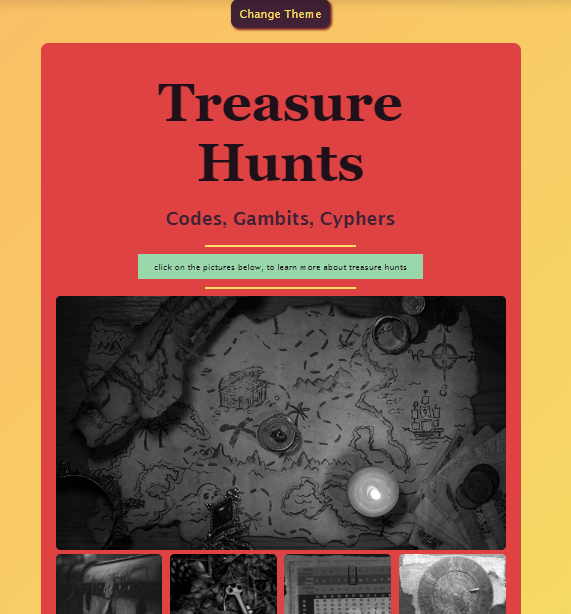 Change Theme
Treasure
Hunts
Codes, Gambits, Cyphers
click on the pictures below, to learn more about treasure hunts